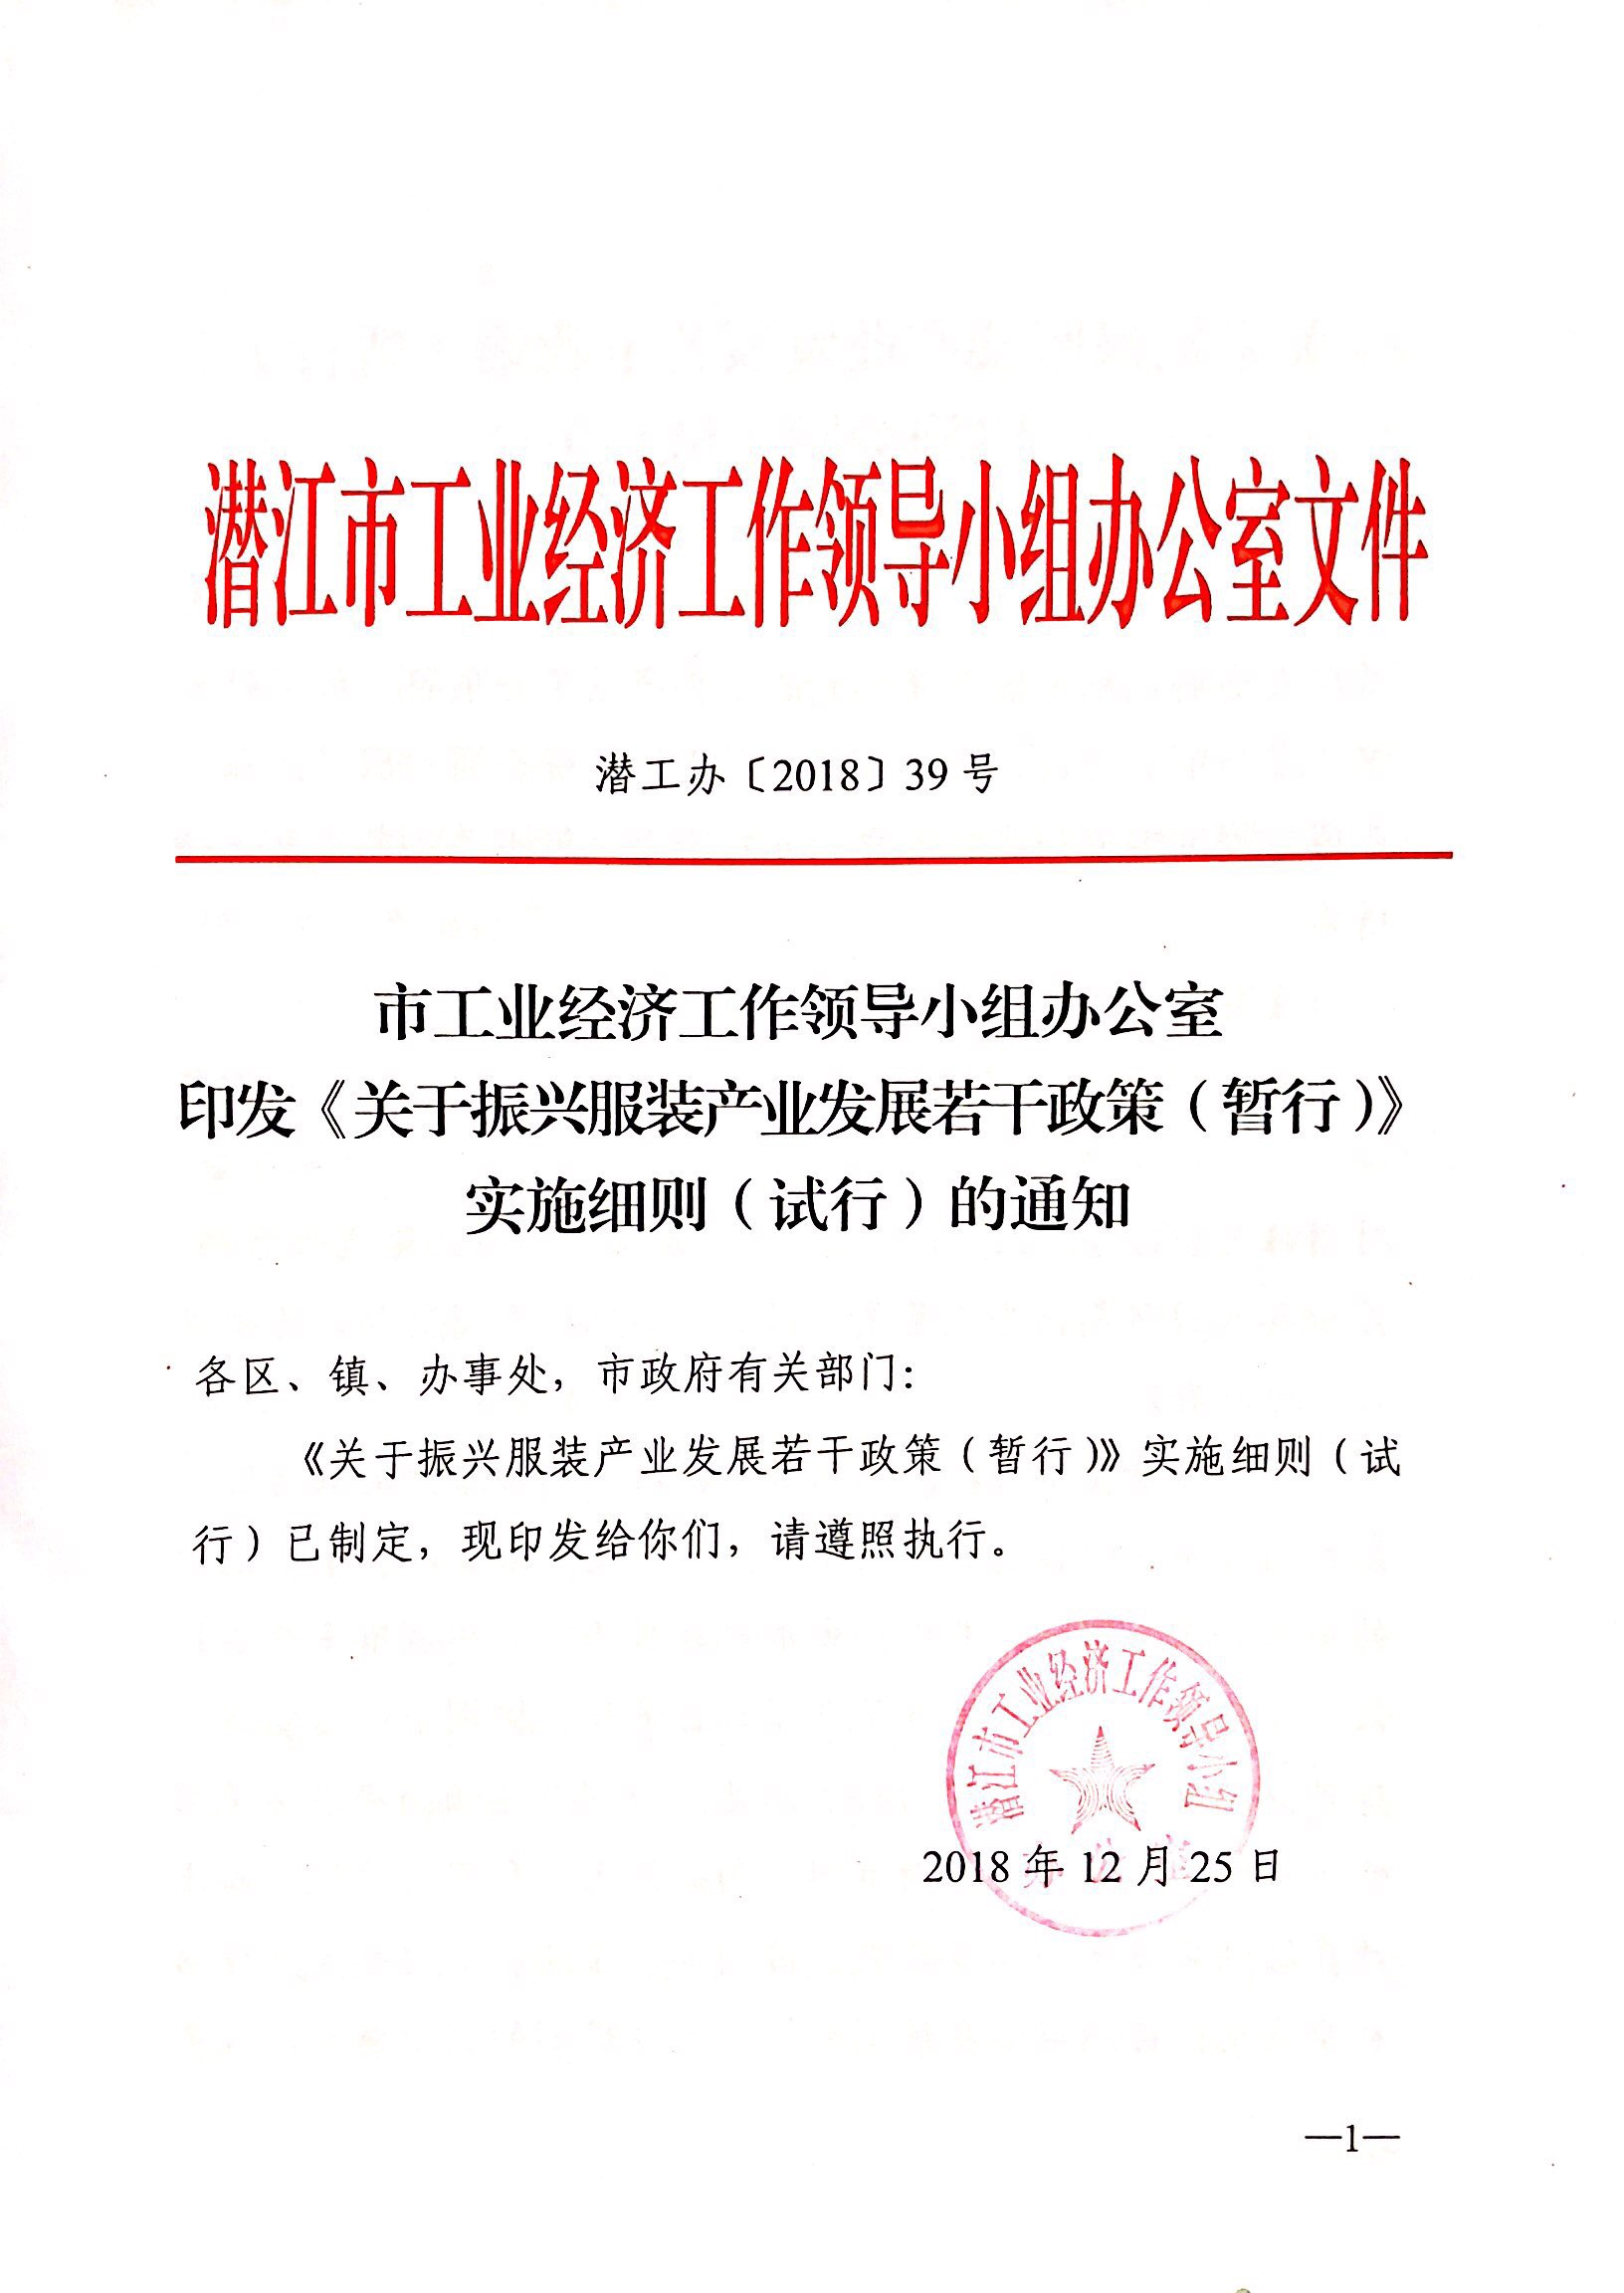 潜江市工业经济工作领导小组办公室文件
潜工办〔2018〕39号
市工业经济工作领导小组办公室
印发《关于振兴服装产业发展若干政策（暂行）》
实施细则（试行）的通知
各区、镇、办事处，市政府有关部门：
《关于振兴服装产业发展若干政策（暂行）》实施细则（试
行）已制定，现印发给你们，请遵照执行。
潜江市工业经济工作领导小组
办公室
2018年12月25日
—1—